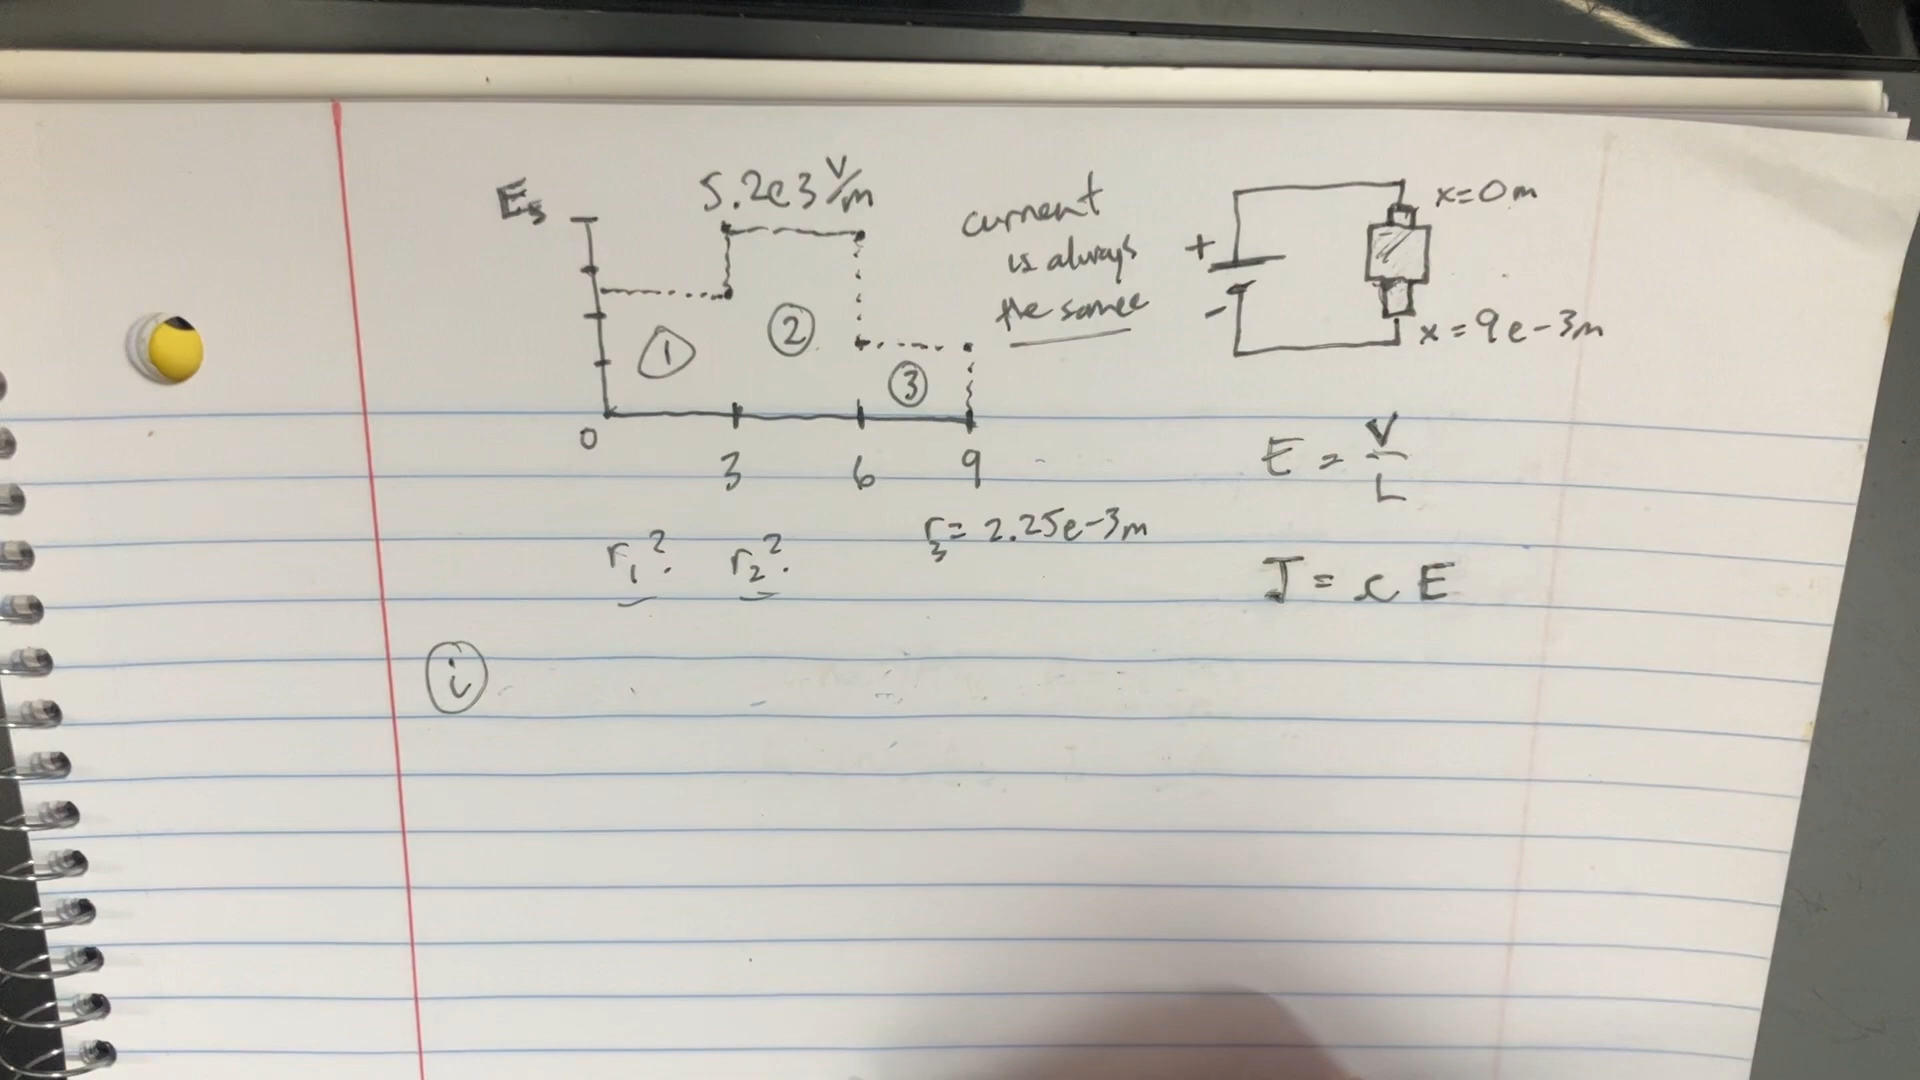 Es
5.2e3 V/m
current
is always
the same
x=0m
+
-
x=9e-3m
1
2
3
0
3
6
9
E = V/L
r1? r2?
r3= 2.25e-3m
J = E
i